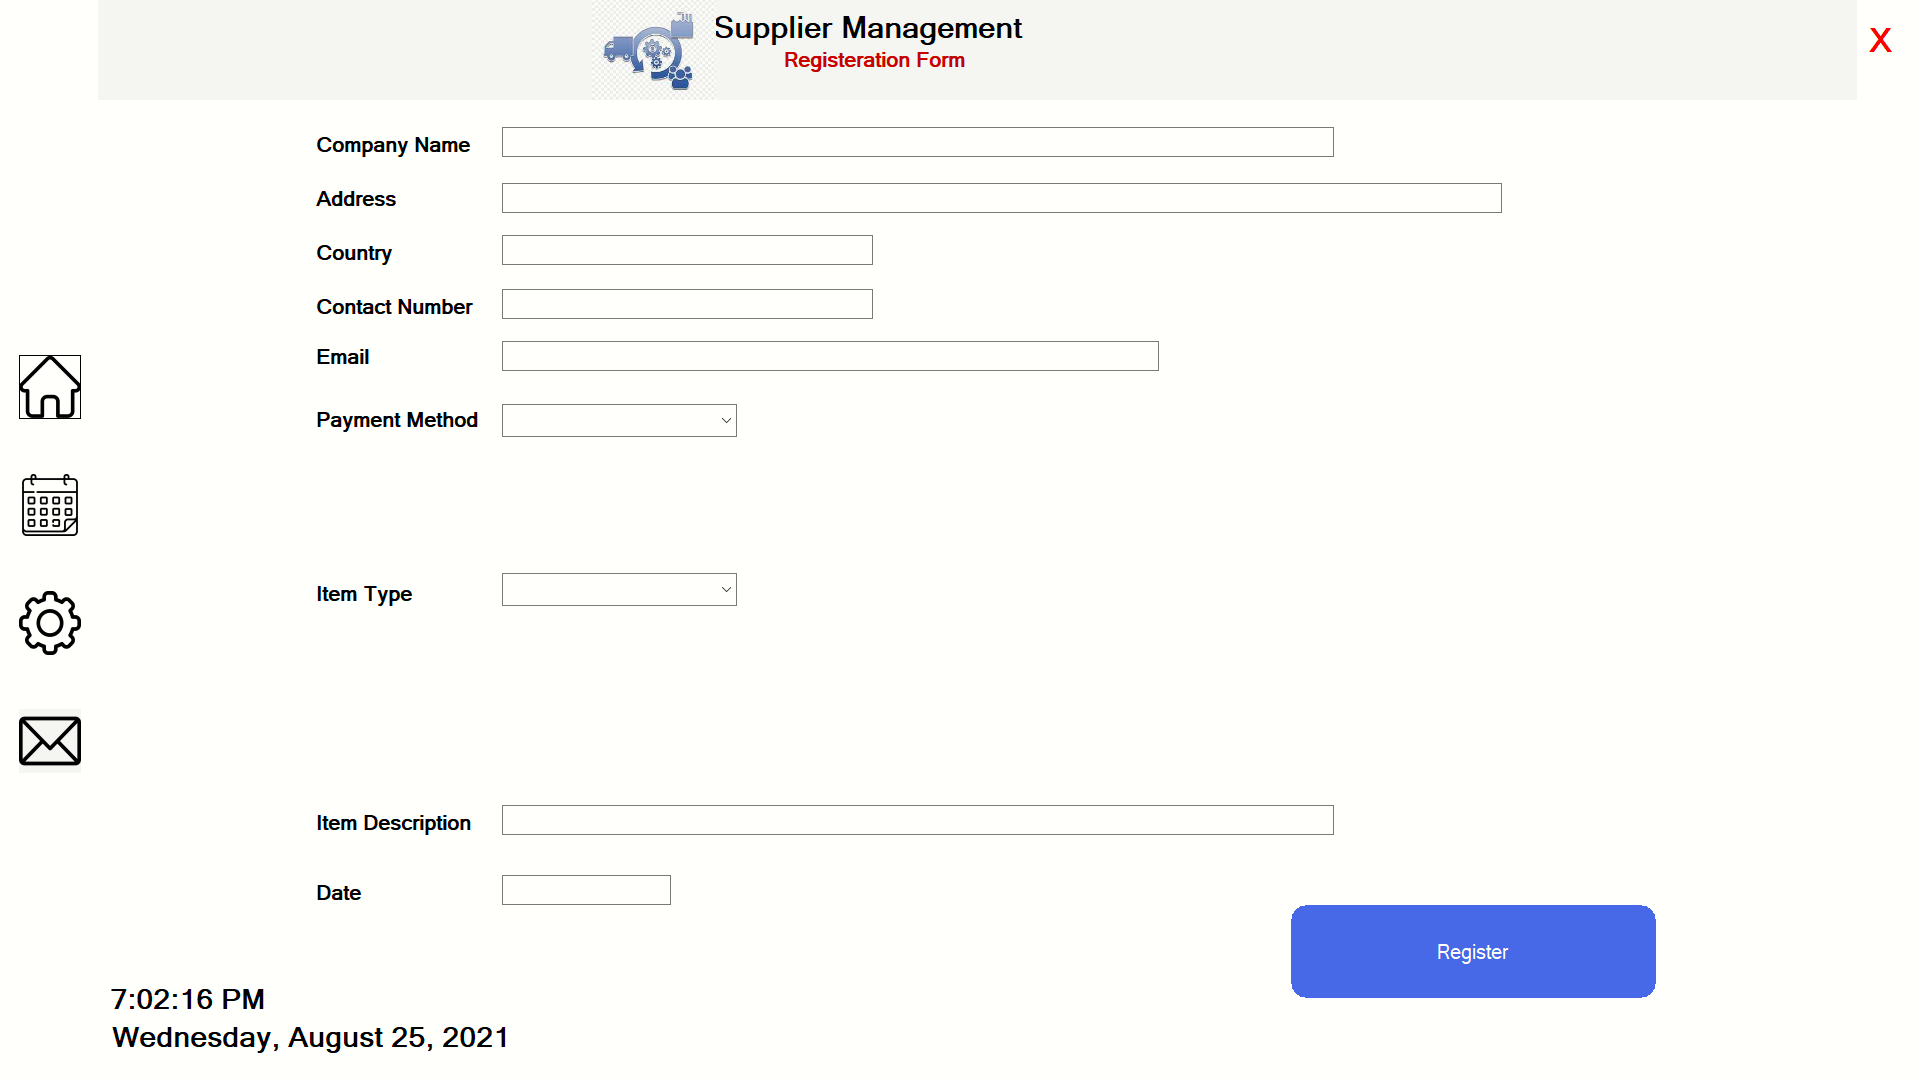 Supplier Management
Registeration Form
X
Company Name
Address
Country
Contact Number
Email
Payment Method
Item Type
Item Description
Date
Register
7:02:16 PM
Wednesday, August 25, 2021